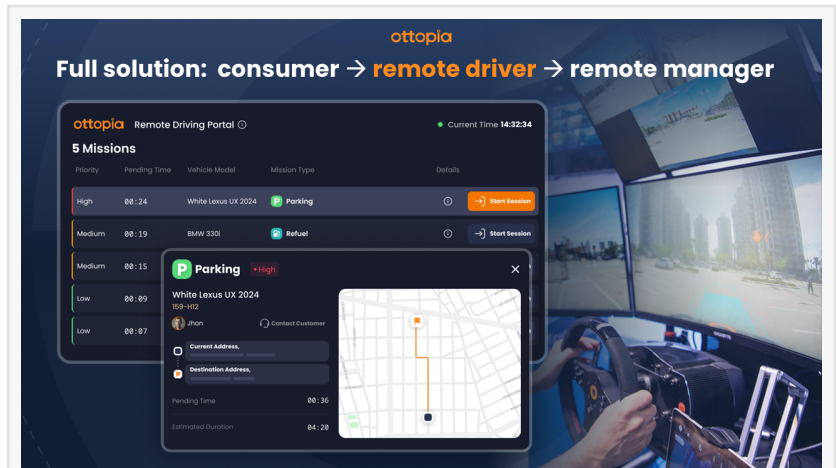 ottopia
Full solution: consumer → remote driver → remote manager
ottopia Remote Driving Portal Current Time 14:32:34
5 Missions
Priority Pending Time Vehicle Model Mission Type Details
High 00:24 White Lexus UX 2024 P Parking Start Session
Medium 00:19 BMW 330i Refuel Start Session
Medium 00:15
Low 00:09
Low 00:07
P Parking • High
White Lexus UX 2024
159-H12
Jhon Contact Customer
Current Address,
Destination Address,
Pending Time 00:36
Estimated Duration 04:20